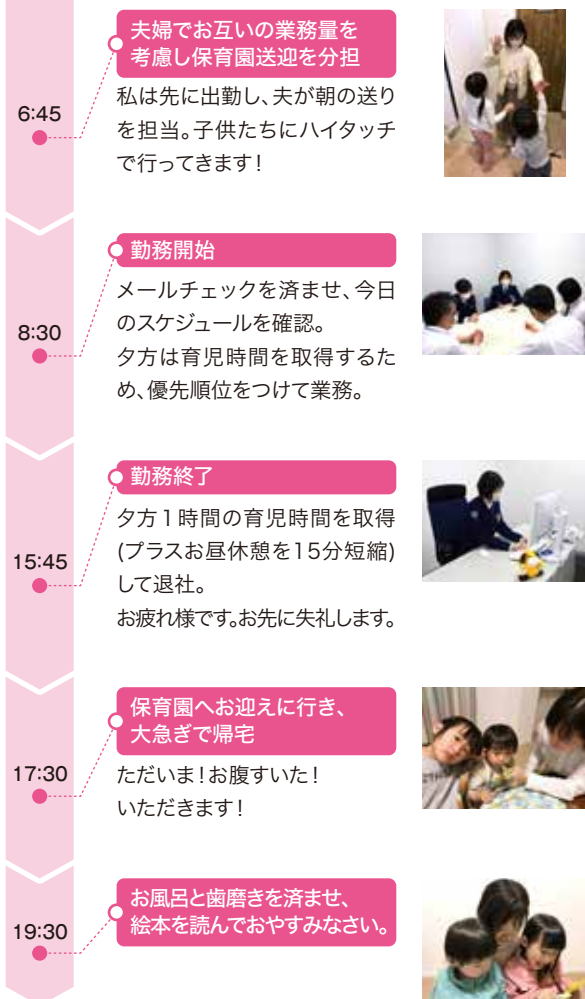 6:45
夫婦でお互いの業務量を
考慮し保育園送迎を分担
私は先に出勤し、夫が朝の送り
を担当。子供たちにハイタッチ
で行ってきます!
8:30
勤務開始
メールチェックを済ませ、今日
のスケジュールを確認。
夕方は育児時間を取得するた
め、優先順位をつけて業務。
15:45
勤務終了
夕方1時間の育児時間を取得
(プラスお昼休憩を15分短縮)
して退社。
お疲れ様です。お先に失礼します。
17:30
保育園へお迎えに行き、
大急ぎで帰宅
ただいま!お腹すいた!
いただきます!
19:30
お風呂と歯磨きを済ませ、
絵本を読んでおやすみなさい。